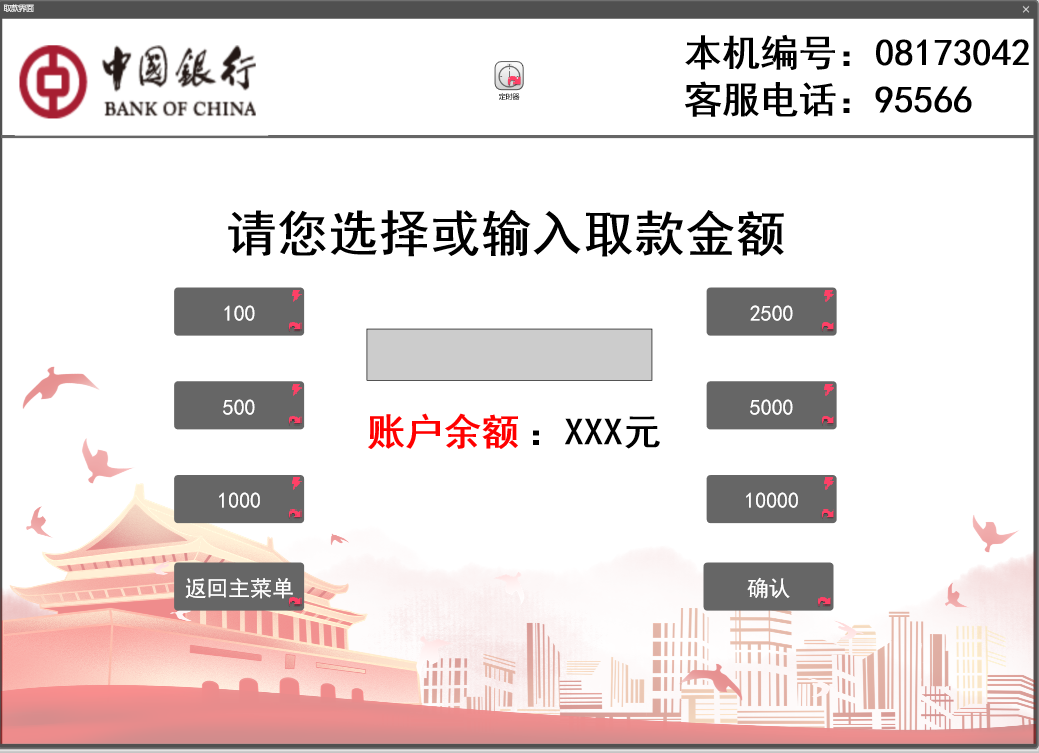 取款界面
中国銀行
BANK OF CHINA
定时器
本机编号：08173042
客服电话：95566
请您选择或输入取款金额
100
2500
500
5000
账户余额：XXX元
1000
10000
返回主菜单
确认